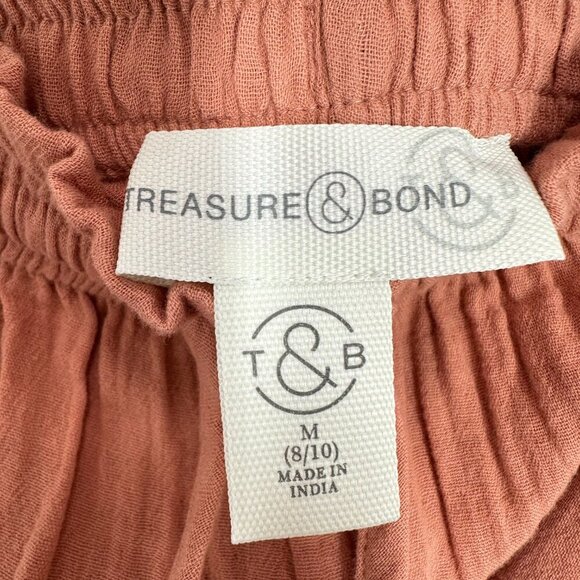 TREASURE & BOND
T & B
T & B
M
(8/10)
MADE IN
INDIA